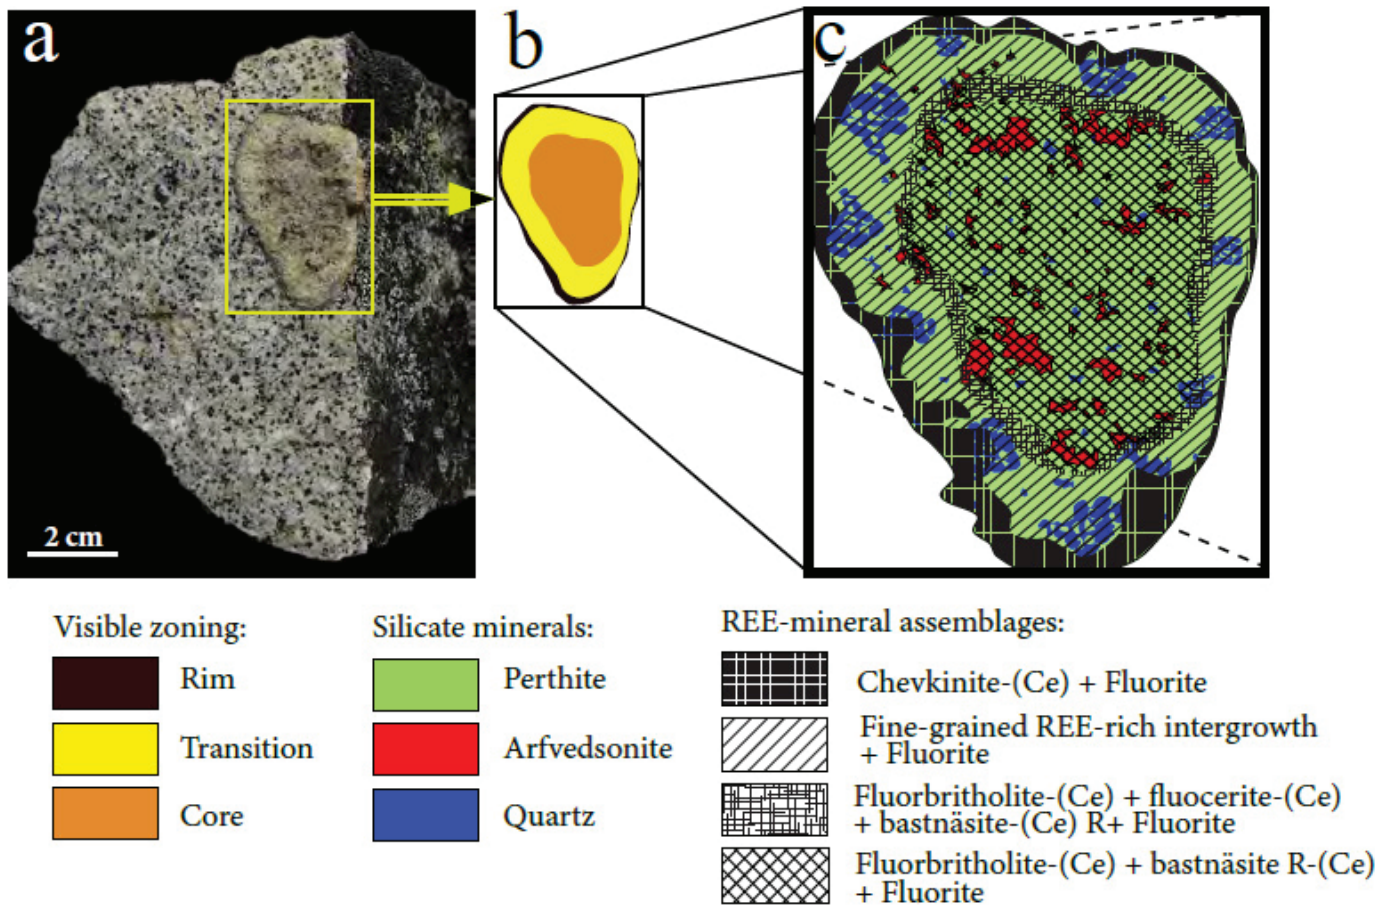 a
b
c
2 cm
Visible zoning:
Rim
Transition
Core
Silicate minerals:
Perthite
Arfvedsonite
Quartz
REE-mineral assemblages:
Chevkinite-(Ce) + Fluorite
Fine-grained REE-rich intergrowth
+ Fluorite
Fluorbritholite-(Ce) + fluocerite-(Ce)
+ bastnäsite-(Ce) R+ Fluorite
Fluorbritholite-(Ce) + bastnäsite R-(Ce)
+ Fluorite